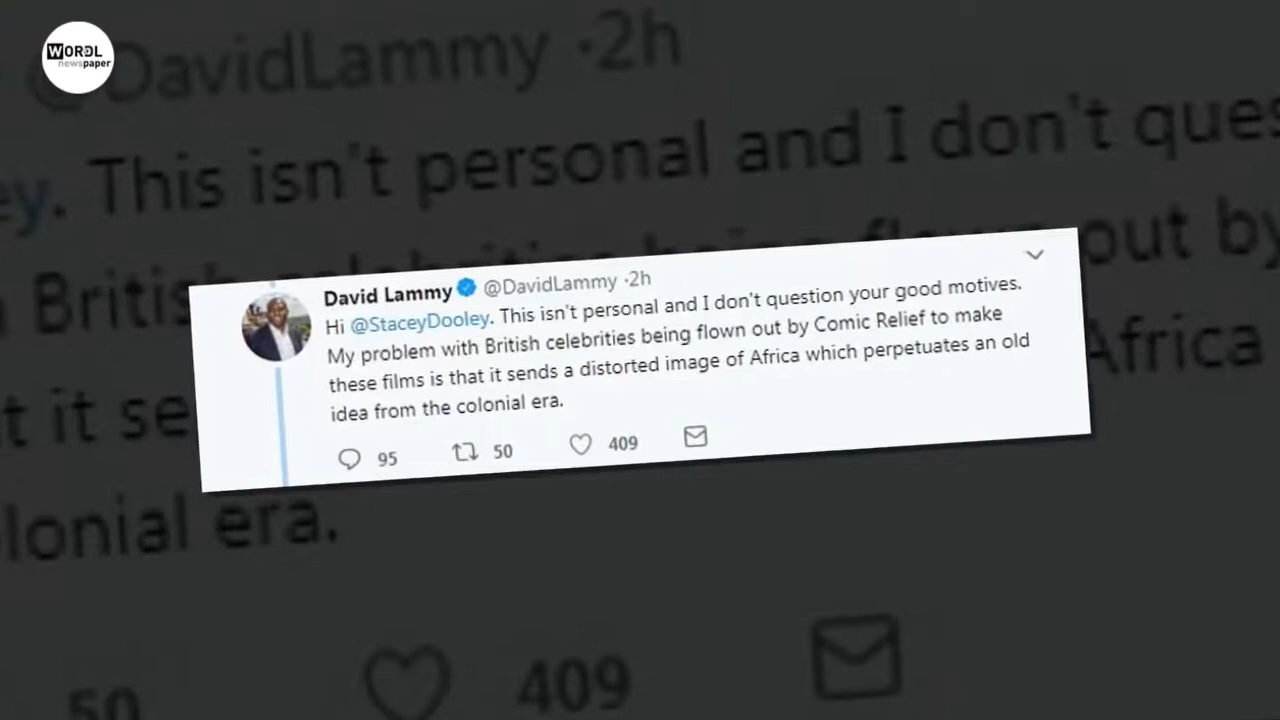 WORDL
newspaper
@DavidLammy ·2h
ey. This isn't personal and I don't ques
British celebrities being flown out by
t it se Africa
olonial era.
50 409
David Lammy @DavidLammy ·2h
Hi @StaceyDooley. This isn't personal and I don't question your good motives.
My problem with British celebrities being flown out by Comic Relief to make
these films is that it sends a distorted image of Africa which perpetuates an old
idea from the colonial era.
95 50 409